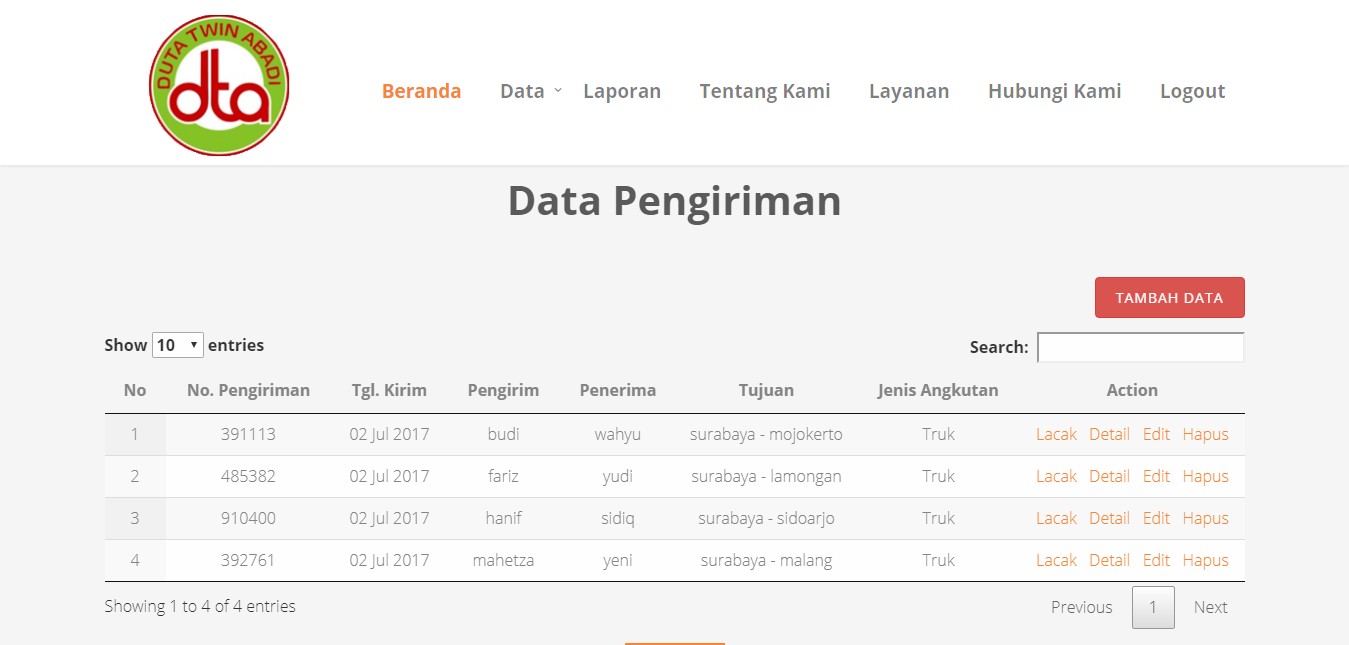 DUTA TWIN ABADI
dta
Beranda Data Laporan Tentang Kami Layanan Hubungi Kami Logout
Data Pengiriman
TAMBAH DATA
Show 10 entries Search:
No No. Pengiriman Tgl. Kirim Pengirim Penerima Tujuan Jenis Angkutan Action
1 391113 02 Jul 2017 budi wahyu surabaya - mojokerto Truk Lacak Detail Edit Hapus
2 485382 02 Jul 2017 fariz yudi surabaya - lamongan Truk Lacak Detail Edit Hapus
3 910400 02 Jul 2017 hanif sidiq surabaya - sidoarjo Truk Lacak Detail Edit Hapus
4 392761 02 Jul 2017 mahetza yeni surabaya - malang Truk Lacak Detail Edit Hapus
Showing 1 to 4 of 4 entries Previous 1 Next